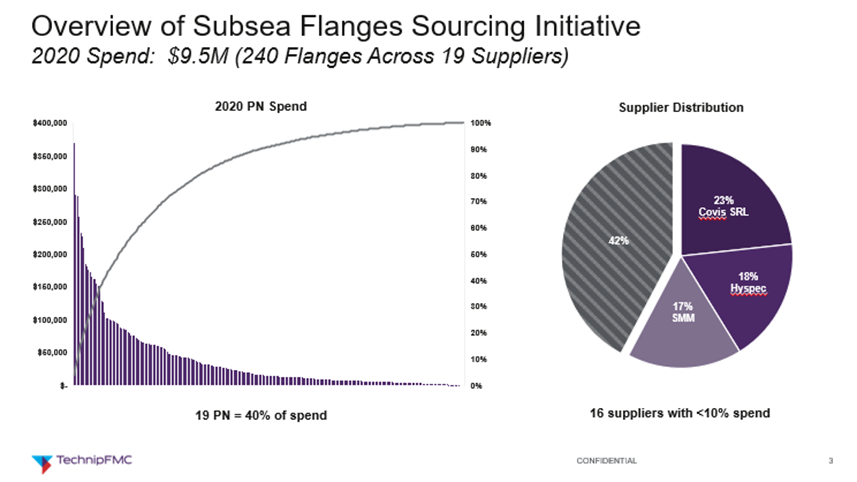 Overview of Subsea Flanges Sourcing Initiative
2020 Spend: $9.5M (240 Flanges Across 19 Suppliers)
2020 PN Spend
$400,000
$350,000
$300,000
$250,000
$200,000
$150,000
$100,000
$50,000
$-
100%
90%
80%
70%
60%
50%
40%
30%
20%
10%
0%
19 PN = 40% of spend
Supplier Distribution
23%
Covis SRL
42%
18%
Hyspec
17%
SMM
16 suppliers with <10% spend
TechnipFMC
CONFIDENTIAL
3